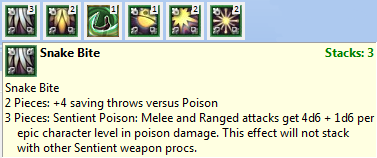 3 2 1 1 2 2
Snake Bite Stacks: 3
Snake Bite
2 Pieces: +4 saving throws versus Poison
3 Pieces: Sentient Poison: Melee and Ranged attacks get 4d6 + 1d6 per
epic character level in poison damage. This effect will not stack
with other Sentient weapon procs.